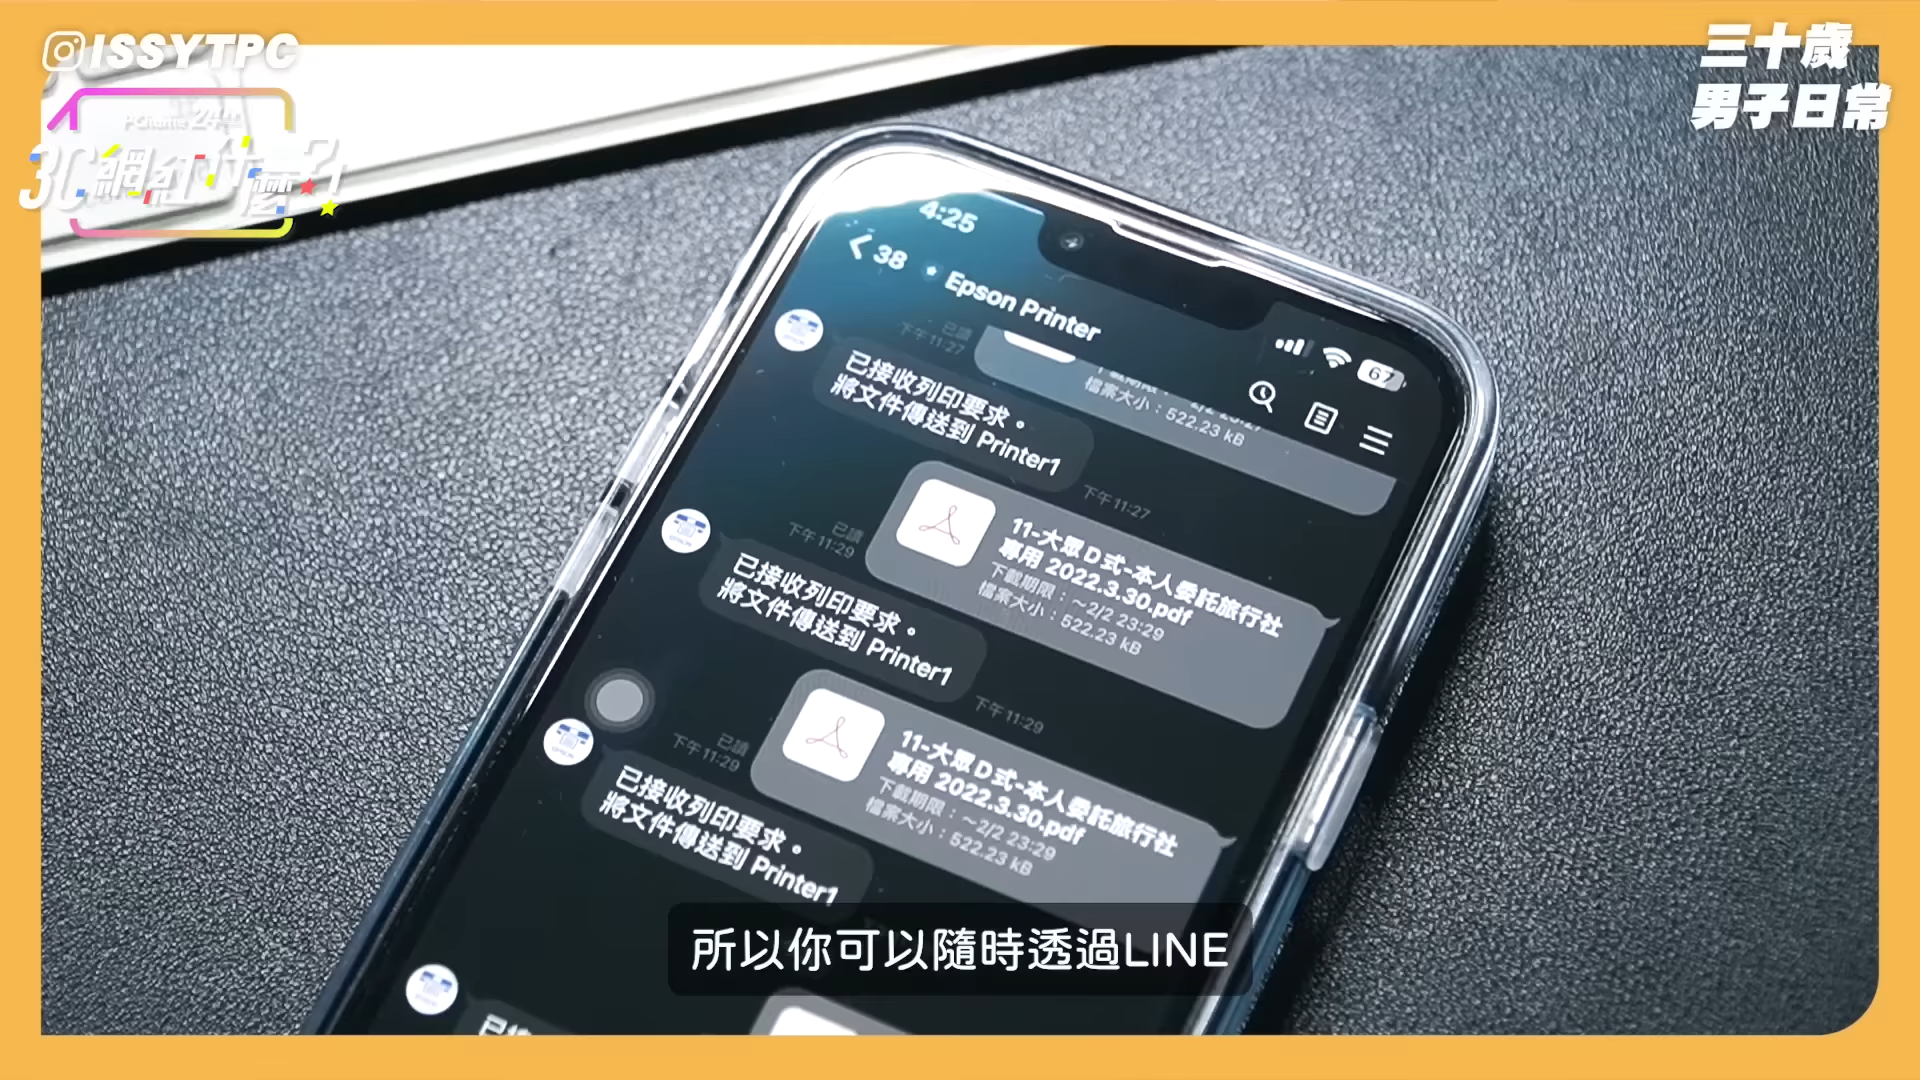 ISSYTPC
三十歲
男子日常
PChome 24h
3C網紅什麼?!
4:25
67
38
Epson Printer
已讀
下午11:27
檔案大小：522.23 kB
已接收列印要求。
將文件傳送到 Printer1
下午11:27
11-大眾D式-本人委託旅行社
專用 2022.3.30.pdf
下載期限：～2/2 23:29
檔案大小：522.23 kB
已讀
下午11:29
已接收列印要求。
將文件傳送到 Printer1
下午11:29
11-大眾D式-本人委託旅行社
專用 2022.3.30.pdf
下載期限：～2/2 23:29
檔案大小：522.23 kB
已讀
下午11:29
已接收列印要求。
將文件傳送到 Printer1
所以你可以隨時透過LINE